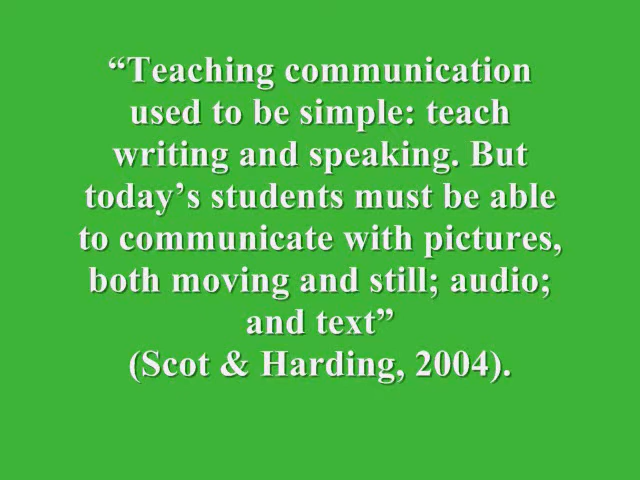 “Teaching communication
used to be simple: teach
writing and speaking. But
today’s students must be able
to communicate with pictures,
both moving and still; audio;
and text”
(Scot & Harding, 2004).